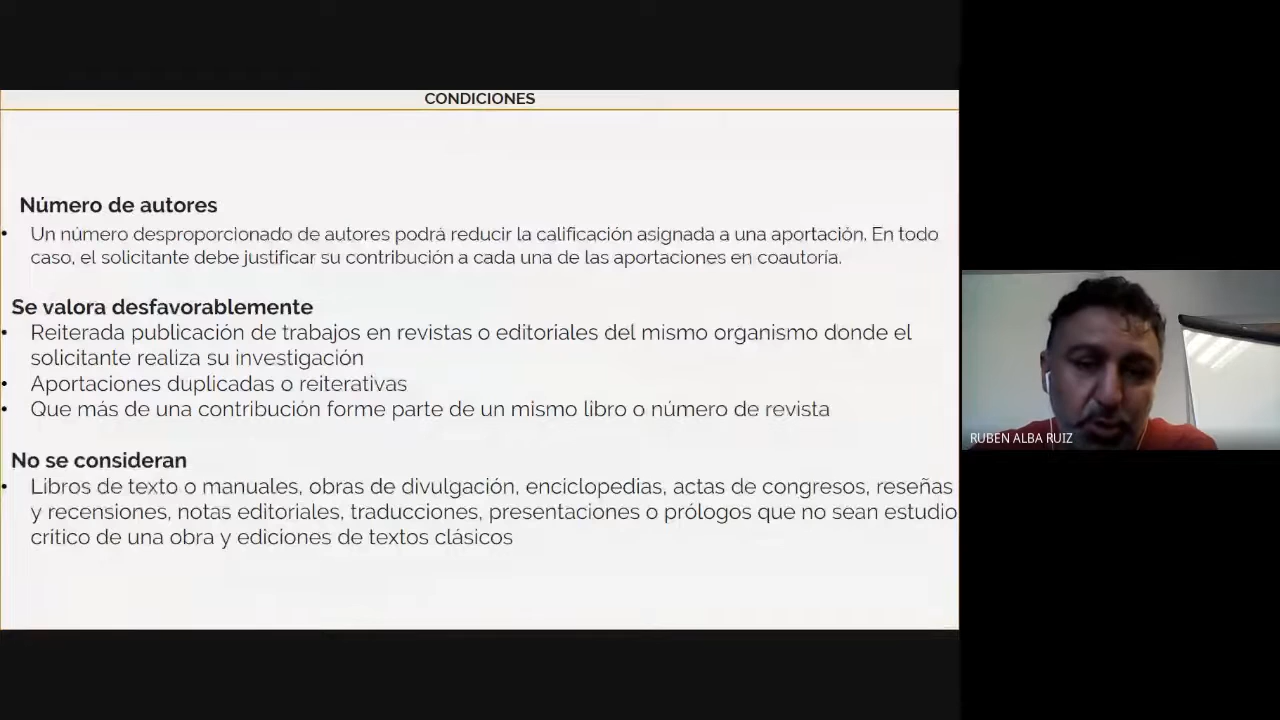 CONDICIONES
Número de autores
• Un número desproporcionado de autores podrá reducir la calificación asignada a una aportación. En todo
caso, el solicitante debe justificar su contribución a cada una de las aportaciones en coautoría.
Se valora desfavorablemente
• Reiterada publicación de trabajos en revistas o editoriales del mismo organismo donde el
solicitante realiza su investigación
• Aportaciones duplicadas o reiterativas
• Que más de una contribución forme parte de un mismo libro o número de revista
No se consideran
• Libros de texto o manuales, obras de divulgación, enciclopedias, actas de congresos, reseñas
y recensiones, notas editoriales, traducciones, presentaciones o prólogos que no sean estudio
crítico de una obra y ediciones de textos clásicos
RUBEN ALBA RUIZ